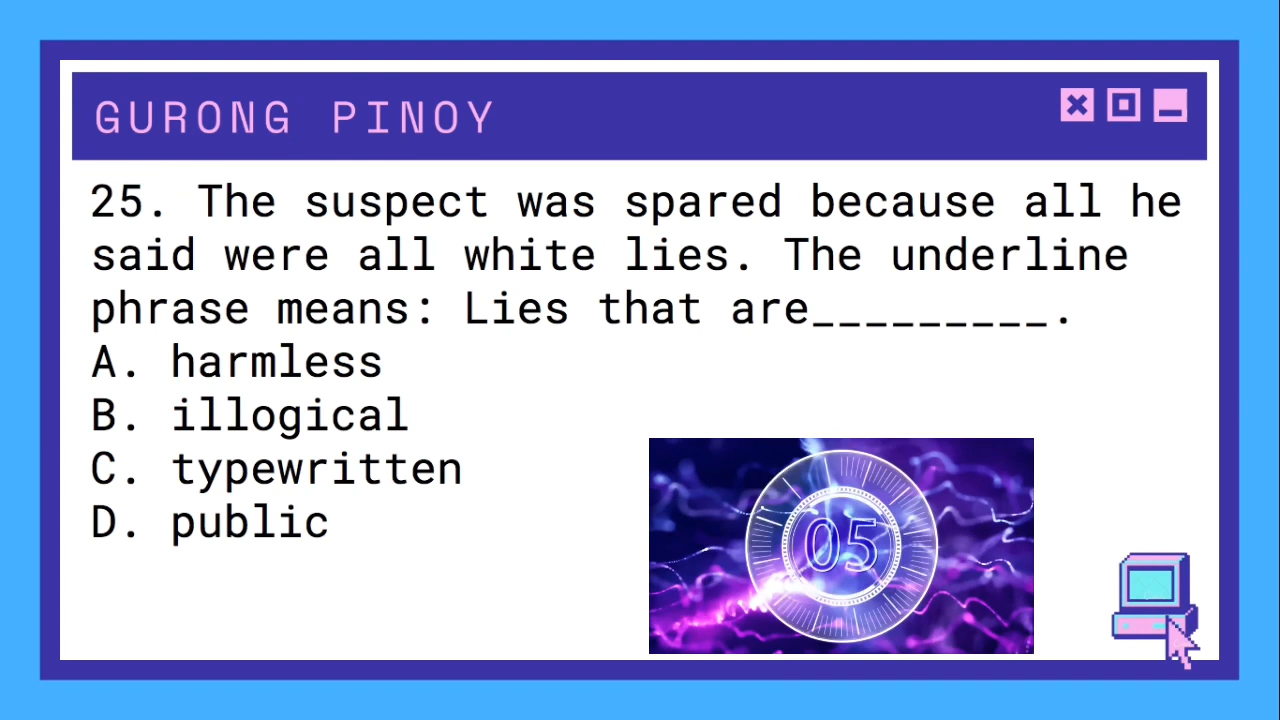 GURONG PINOY
25. The suspect was spared because all he
said were all white lies. The underline
phrase means: Lies that are_________.
A. harmless
B. illogical
C. typewritten
D. public
05